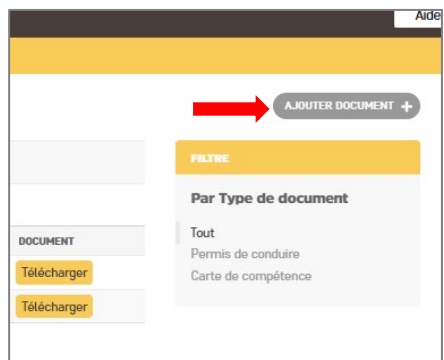 Aide
AJOUTER DOCUMENT +
FILTRE
Par Type de document
Tout
Permis de conduire
Carte de compétence
DOCUMENT
Télécharger
Télécharger